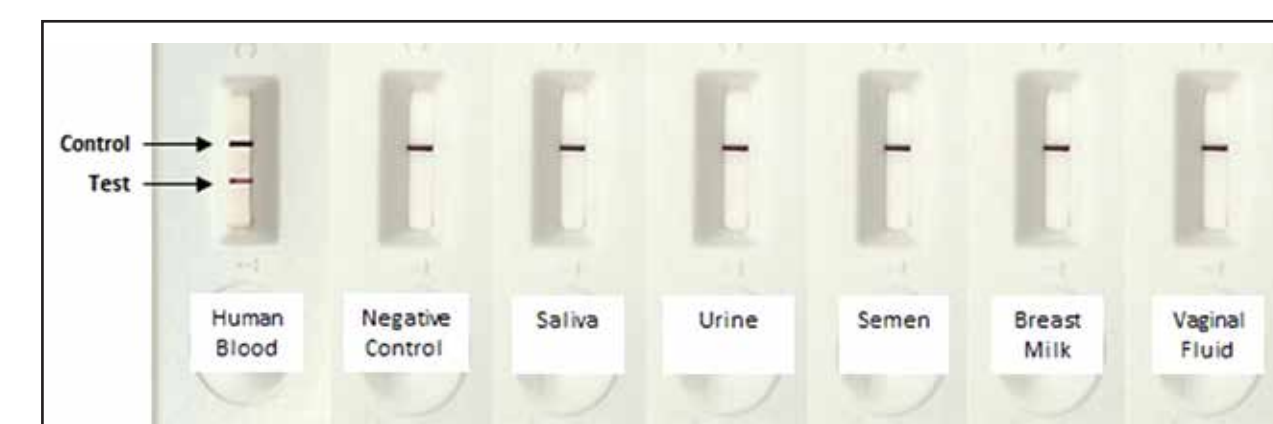 Control
Test
Human
Blood
Negative
Control
Saliva
Urine
Semen
Breast
Milk
Vaginal
Fluid